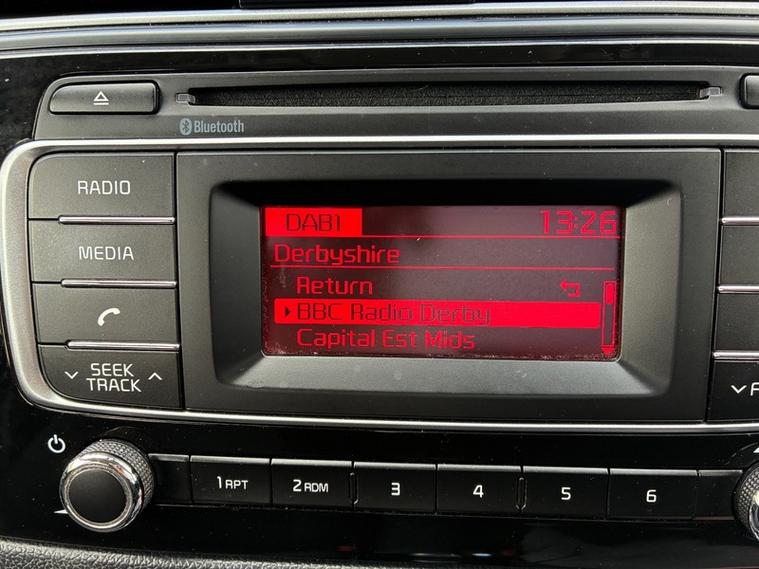 Bluetooth
RADIO
MEDIA
SEEK
TRACK
DAB1
13:26
Derbyshire
Return
BBC Radio Derby
Capital Est Mids
1 RPT
2 RDM
3
4
5
6